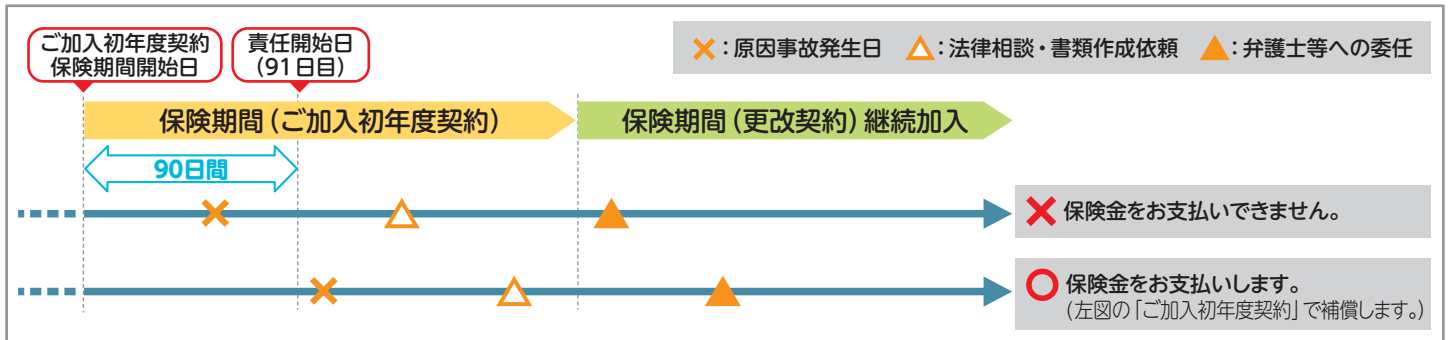 ご加入初年度契約
保険期間開始日
責任開始日
（91日目）
×：原因事故発生日 △：法律相談・書類作成依頼 ▲：弁護士等への委任
保険期間（ご加入初年度契約）
保険期間（更改契約）継続加入
90日間
× 保険金をお支払いできません。
○ 保険金をお支払いします。
（左図の「ご加入初年度契約」で補償します。）